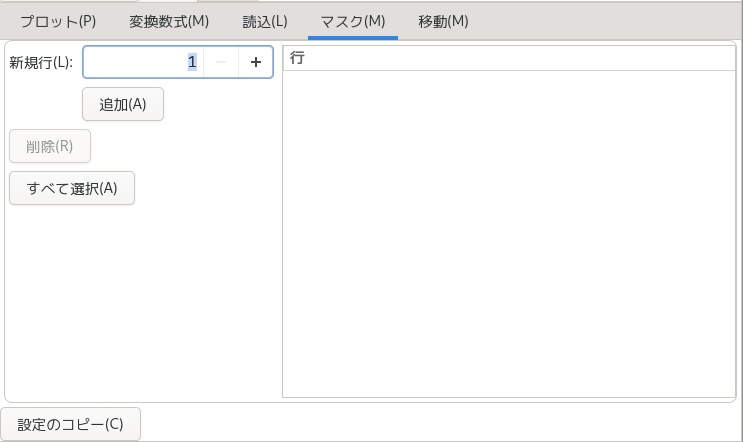 プロット(P) 変換数式(M) 読込(L) マスク(M) 移動(M)
新規行(L): 1 − +
行
追加(A)
削除(R)
すべて選択(A)
設定のコピー(C)